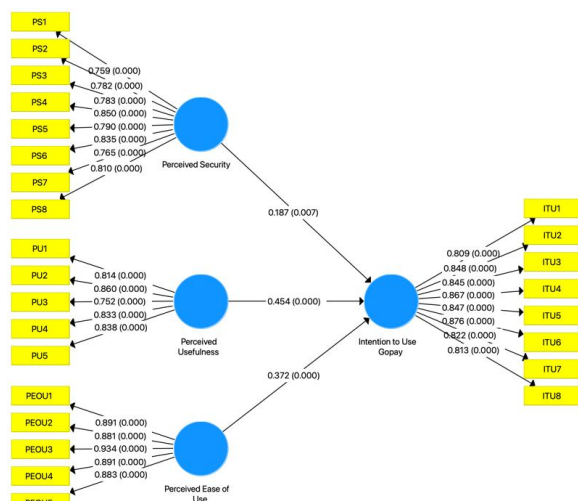 PS1
PS2
PS3
PS4
PS5
PS6
PS7
PS8
0.759 (0.000)
0.782 (0.000)
0.783 (0.000)
0.850 (0.000)
0.790 (0.000)
0.835 (0.000)
0.765 (0.000)
0.810 (0.000)
Perceived Security
0.187 (0.007)
PU1
PU2
PU3
PU4
PU5
0.814 (0.000)
0.860 (0.000)
0.752 (0.000)
0.833 (0.000)
0.838 (0.000)
Perceived
Usefulness
0.454 (0.000)
Intention to Use
Gopay
0.809 (0.000)
0.848 (0.000)
0.845 (0.000)
0.867 (0.000)
0.847 (0.000)
0.876 (0.000)
0.822 (0.000)
0.813 (0.000)
ITU1
ITU2
ITU3
ITU4
ITU5
ITU6
ITU7
ITU8
0.372 (0.000)
PEOU1
PEOU2
PEOU3
PEOU4
0.891 (0.000)
0.881 (0.000)
0.934 (0.000)
0.891 (0.000)
0.883 (0.000)
Perceived Ease of
Use